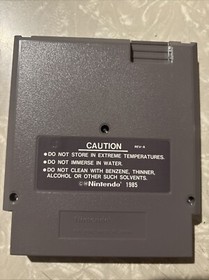 CAUTION
REV-A
•DO NOT STORE IN EXTREME TEMPERATURES.
•DO NOT IMMERSE IN WATER.
•DO NOT CLEAN WITH BENZENE, THINNER,
ALCOHOL OR OTHER SUCH SOLVENTS.
©®Nintendo 1985